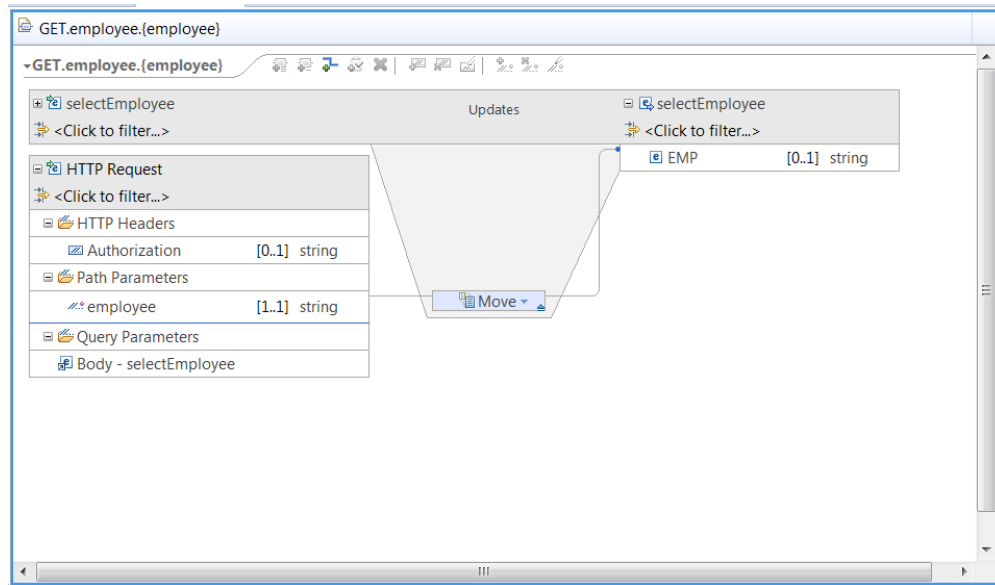 GET.employee.{employee}
GET.employee.{employee}
selectEmployee
<Click to filter...>
Updates
selectEmployee
<Click to filter...>
EMP [0..1] string
HTTP Request
<Click to filter...>
HTTP Headers
Authorization [0..1] string
Path Parameters
employee [1..1] string
Move
Query Parameters
Body - selectEmployee